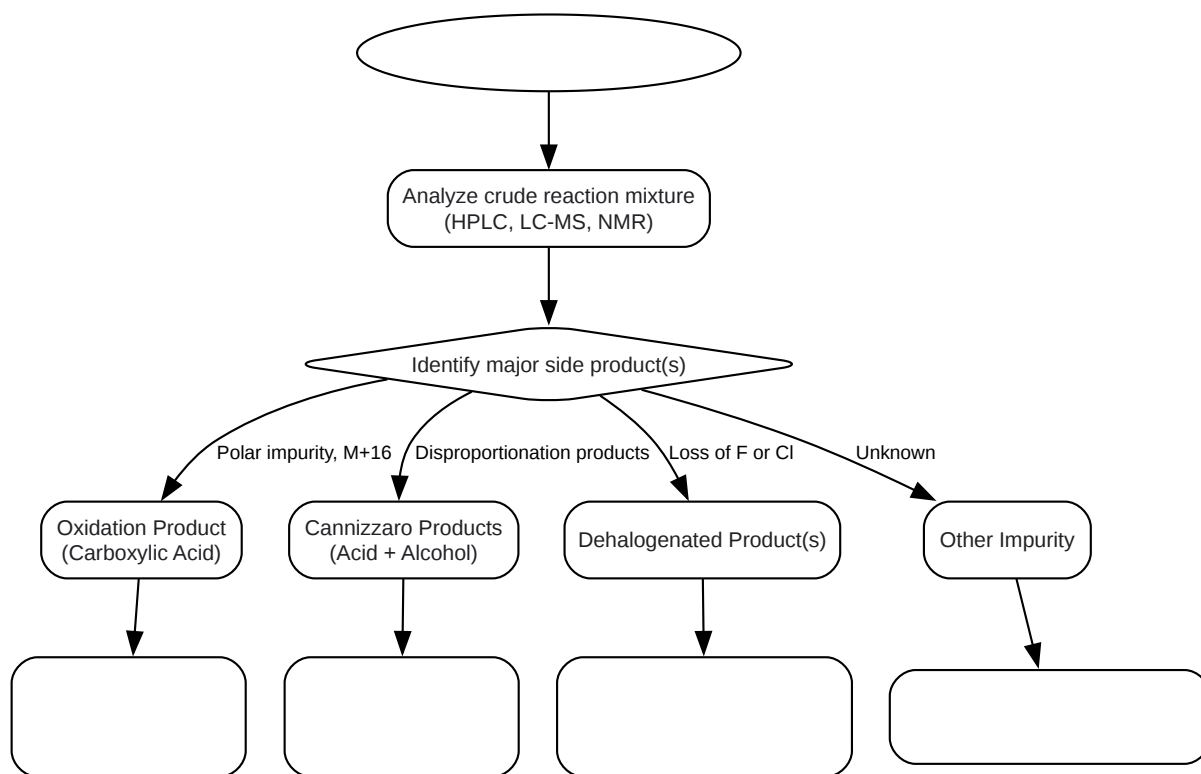 Analyze crude reaction mixture
(HPLC, LC-MS, NMR)
Identify major side product(s)
Polar impurity, M+16
Disproportionation products
Loss of F or Cl
Unknown
Oxidation Product
(Carboxylic Acid)
Cannizzaro Products
(Acid + Alcohol)
Dehalogenated Product(s)
Other Impurity